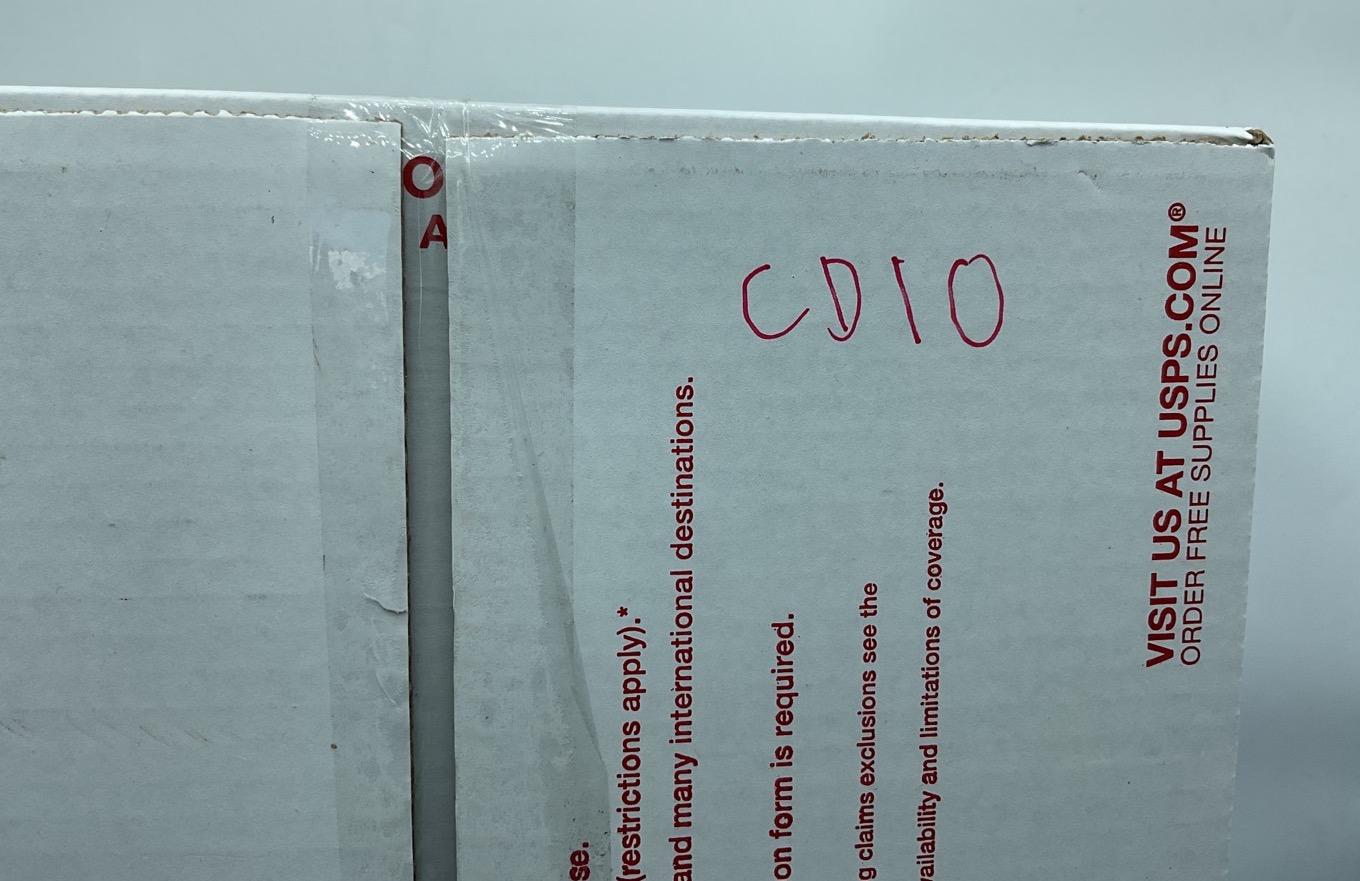 O
A
CD10
VISIT US AT USPS.COM®
ORDER FREE SUPPLIES ONLINE
se.
(restrictions apply).*
and many international destinations.
on form is required.
g claims exclusions see the
vailability and limitations of coverage.